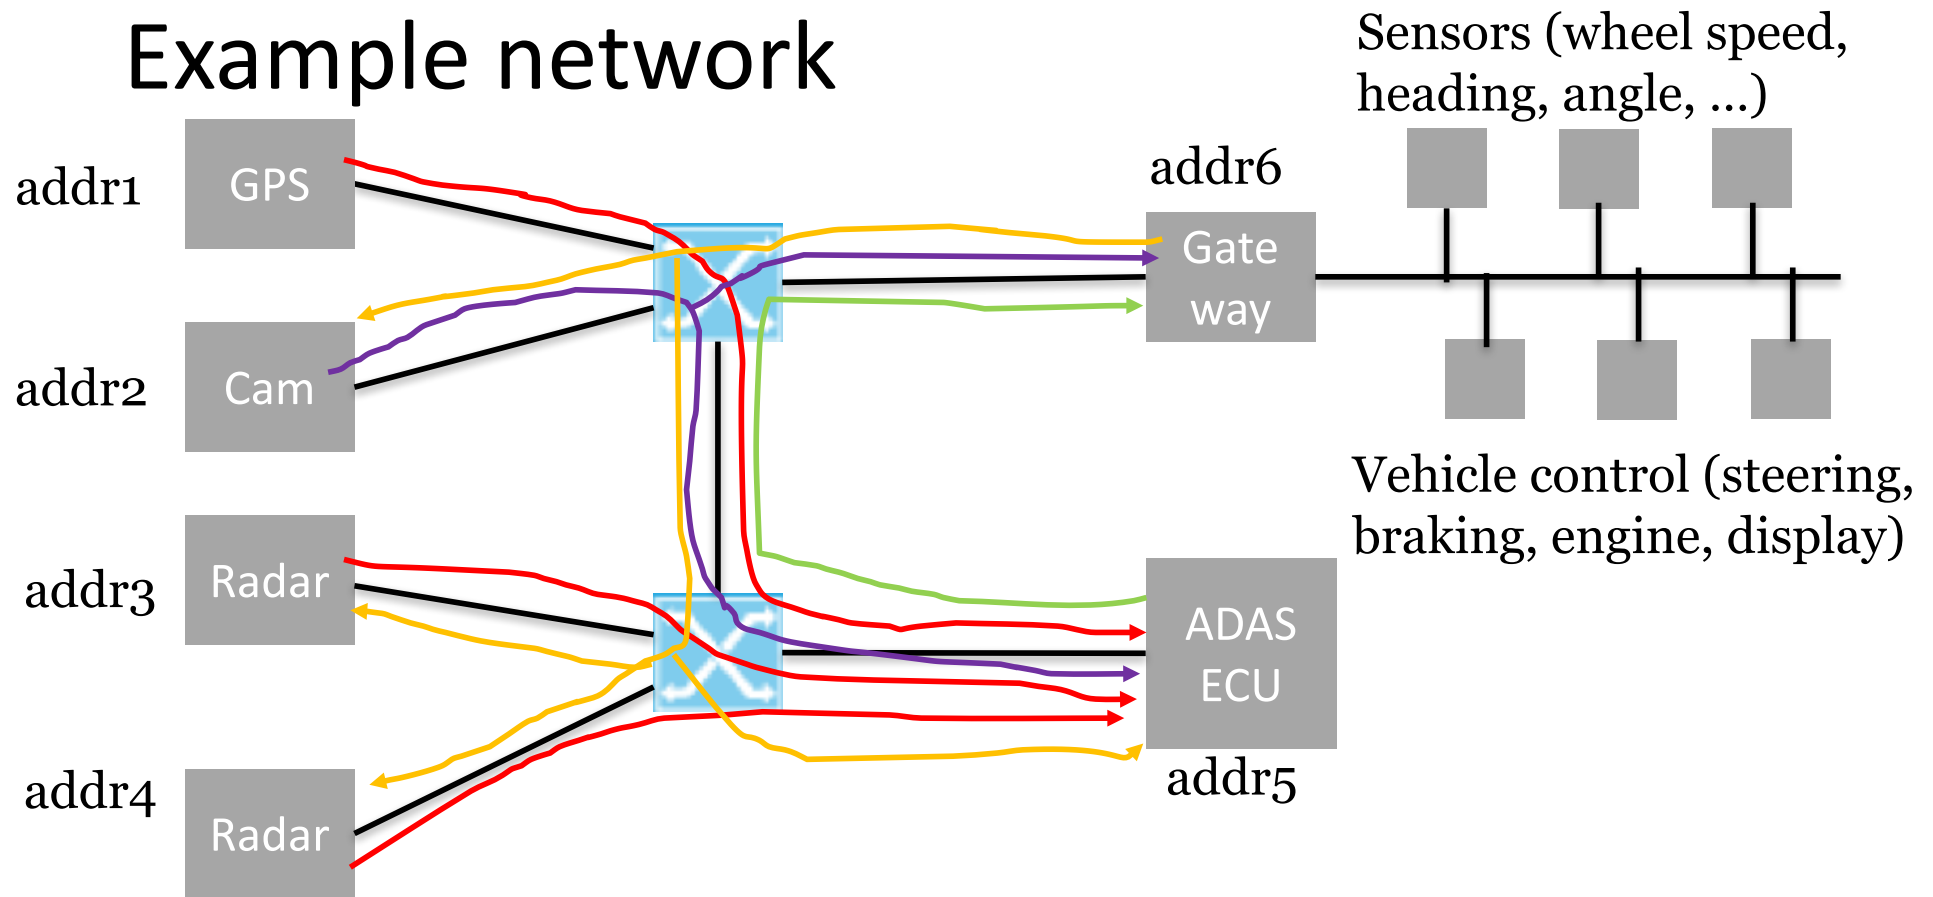 Example network
Sensors (wheel speed,
heading, angle, ...)
addr1
GPS
addr6
Gate
way
addr2
Cam
Vehicle control (steering,
braking, engine, display)
addr3
Radar
ADAS
ECU
addr5
addr4
Radar